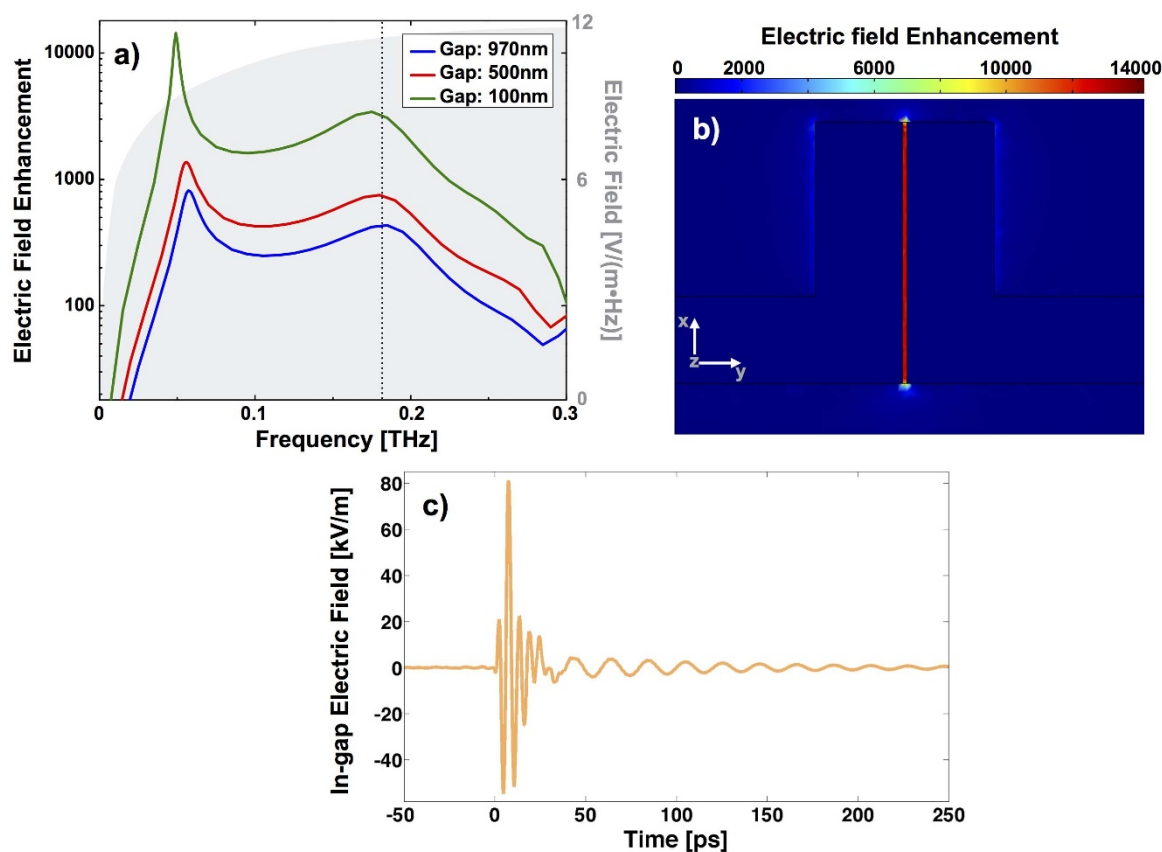 a)
10000
1000
100
Electric Field Enhancement
Gap: 970nm
Gap: 500nm
Gap: 100nm
12
6
0
Electric Field [V/(m•Hz)]
0 0.1 0.2 0.3
Frequency [THz]
Electric field Enhancement
0 2000 6000 10000 14000
b)
x
z
y
c)
80
60
40
20
0
-20
-40
In-gap Electric Field [kV/m]
-50 0 50 100 150 200 250
Time [ps]